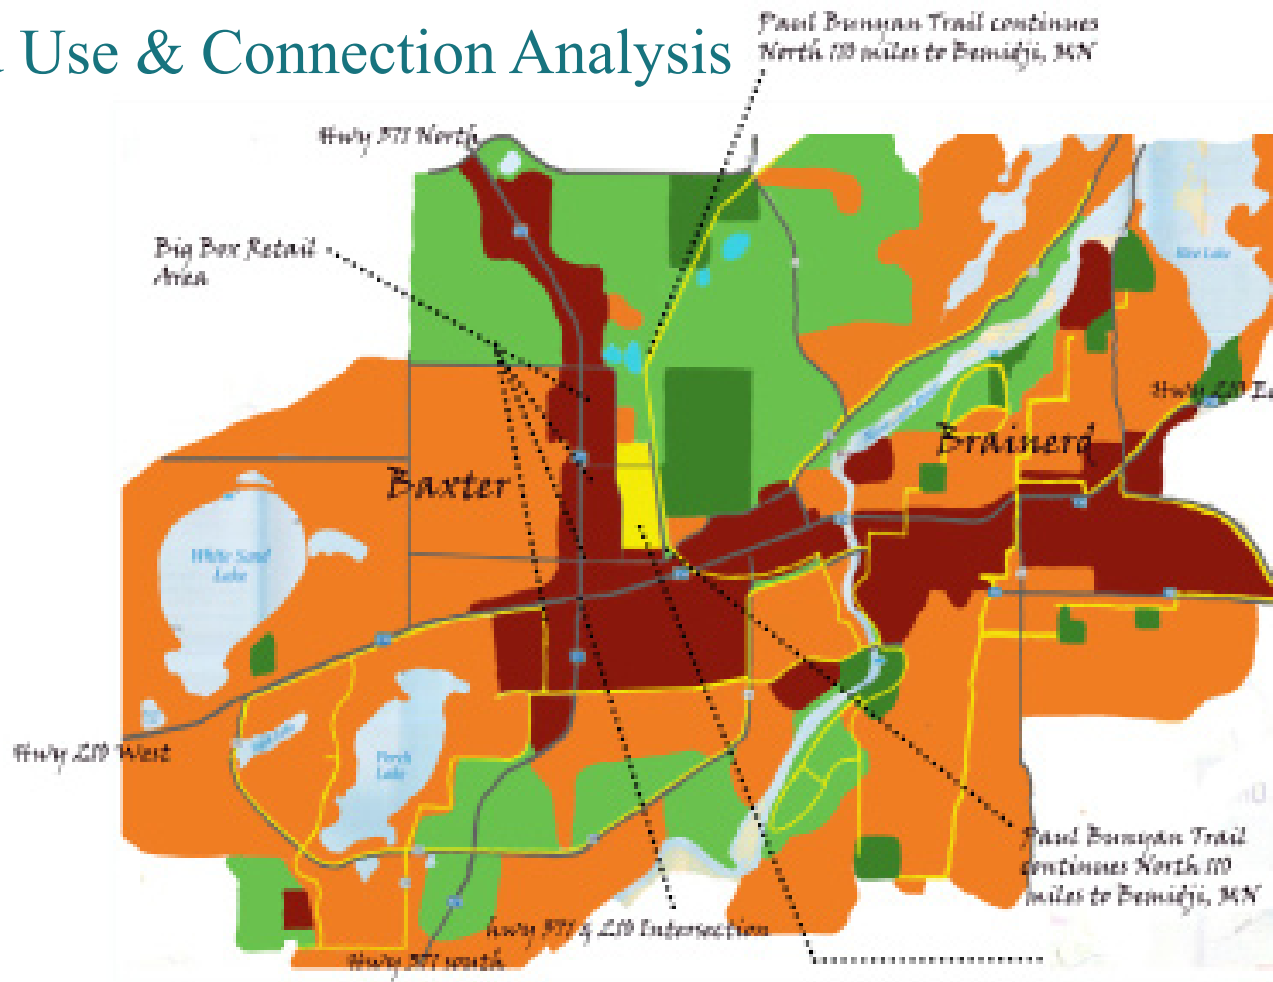 Use & Connection Analysis
Paul Bunyan Trail continues
North 110 miles to Bemidji, MN
Hwy 371 North
Big Box Retail
Area
Rice Lake
Hwy 210
Brainerd
Baxter
White Sand
Lake
Hwy 210 West
Perch
Lake
Paul Bunyan Trail
continues North 110
miles to Bemidji, MN
hwy 371 & 210 Intersection
Hwy 371 south